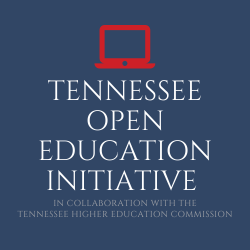 TENNESSEE
OPEN
EDUCATION
INITIATIVE
IN COLLABORATION WITH THE
TENNESSEE HIGHER EDUCATION COMMISSION